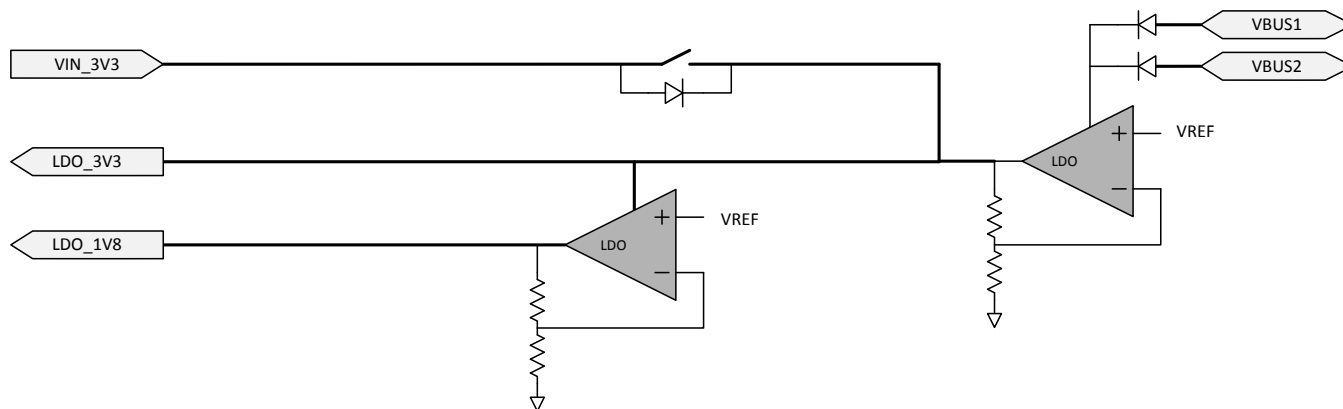 VBUS1
VIN_3V3
VBUS2
+
VREF
LDO_3V3
LDO
−
+
VREF
LDO_1V8
LDO
−